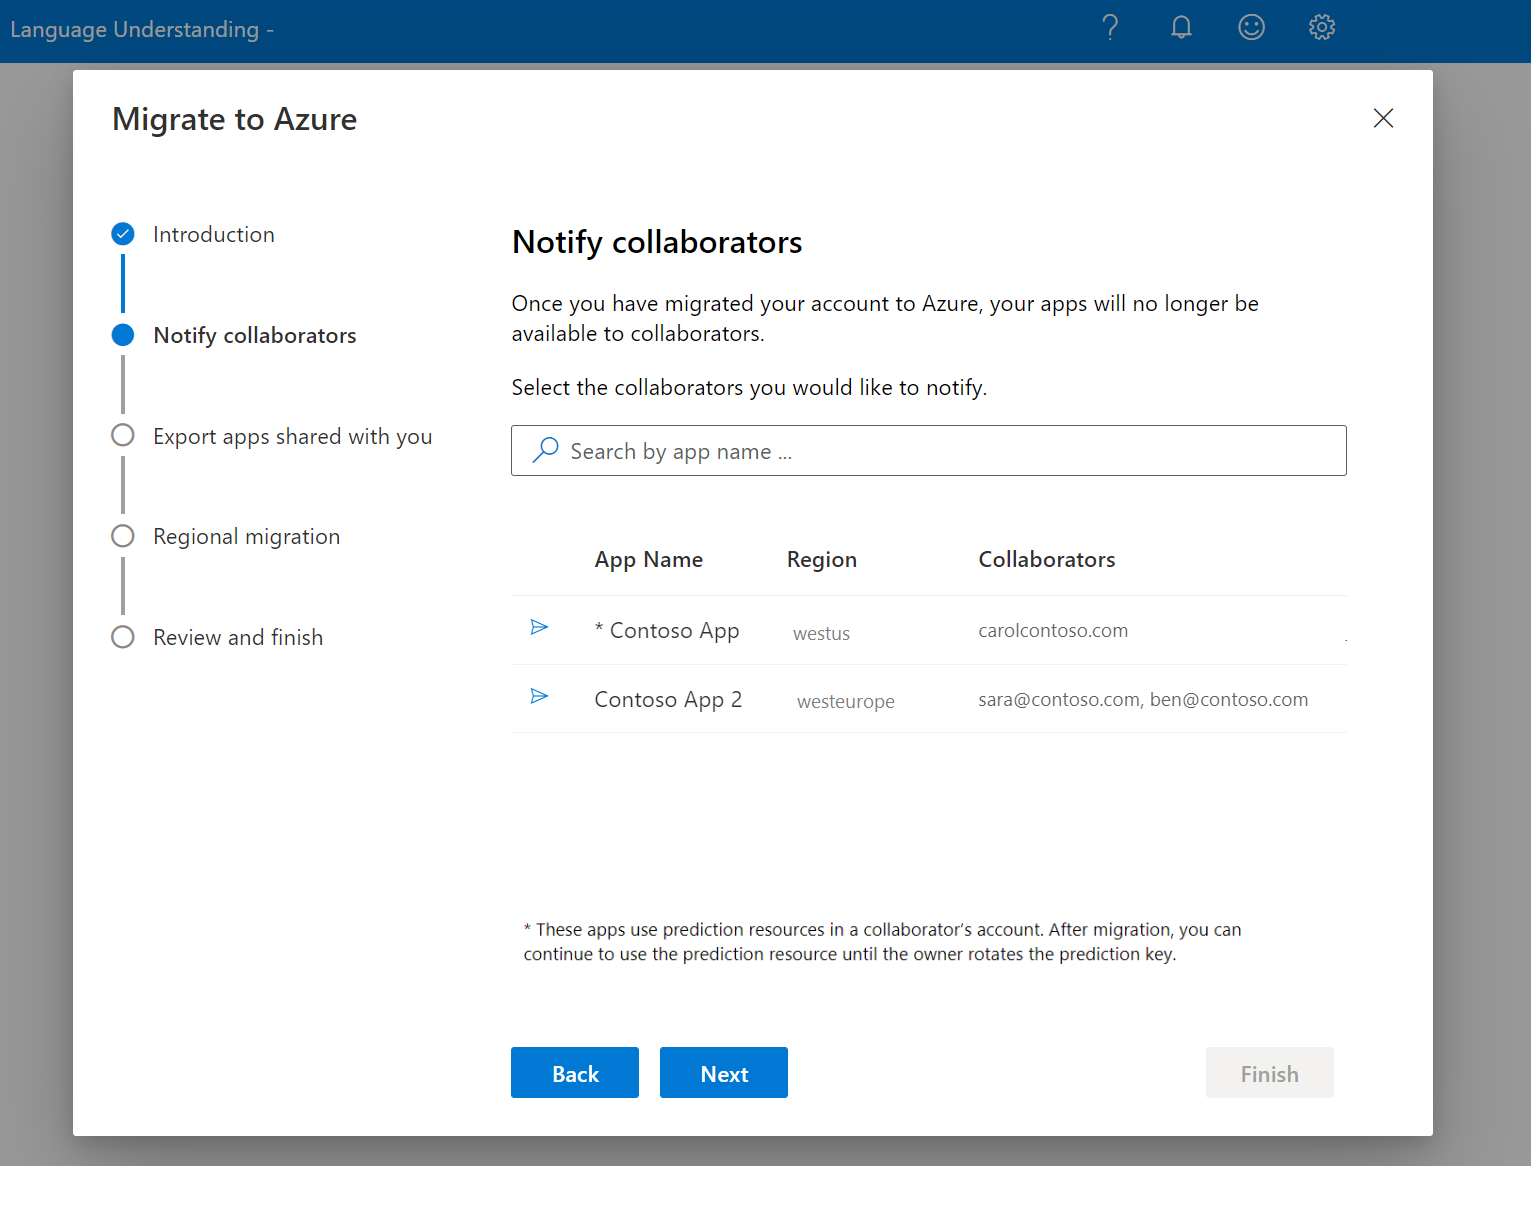 Language Understanding -
Migrate to Azure
Introduction
Notify collaborators
Export apps shared with you
Regional migration
Review and finish
Notify collaborators
Once you have migrated your account to Azure, your apps will no longer be
available to collaborators.
Select the collaborators you would like to notify.
Search by app name ...
App Name Region Collaborators
* Contoso App westus carolcontoso.com
Contoso App 2 westeurope sara@contoso.com, ben@contoso.com
* These apps use prediction resources in a collaborator's account. After migration, you can
continue to use the prediction resource until the owner rotates the prediction key.
Back Next Finish